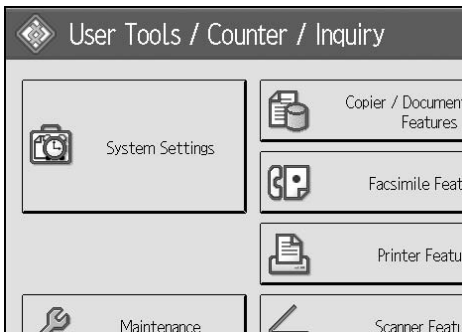 User Tools / Counter / Inquiry
System Settings
Copier / Document
Features
Facsimile Feat
Printer Featu
Maintenance
Scanner Featu